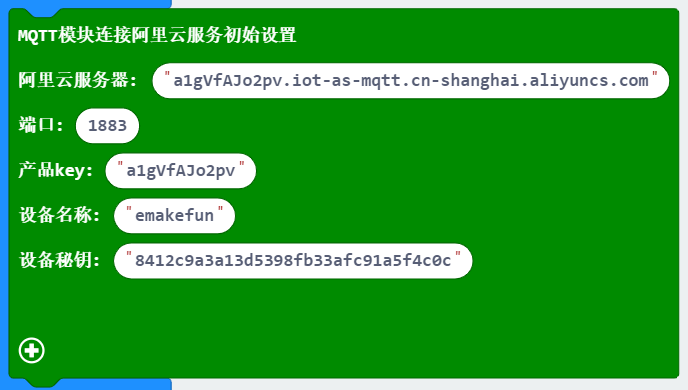 MQTT模块连接阿里云服务初始设置
阿里云服务器: "a1gVfAJo2pv.iot-as-mqtt.cn-shanghai.aliyuncs.com"
端口: 1883
产品key: "a1gVfAJo2pv"
设备名称: "emakefun"
设备秘钥: "8412c9a3a13d5398fb33afc91a5f4c0c"